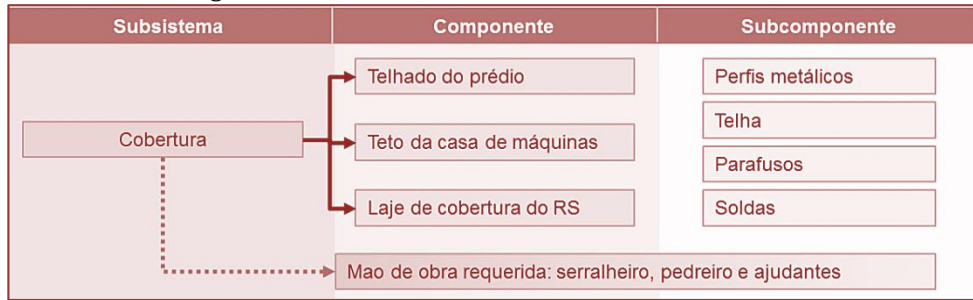 Subsistema Componente Subcomponente
Telhado do prédio Perfis metálicos
Telha
Cobertura Teto da casa de máquinas
Parafusos
Laje de cobertura do RS Soldas
Mao de obra requerida: serralheiro, pedreiro e ajudantes